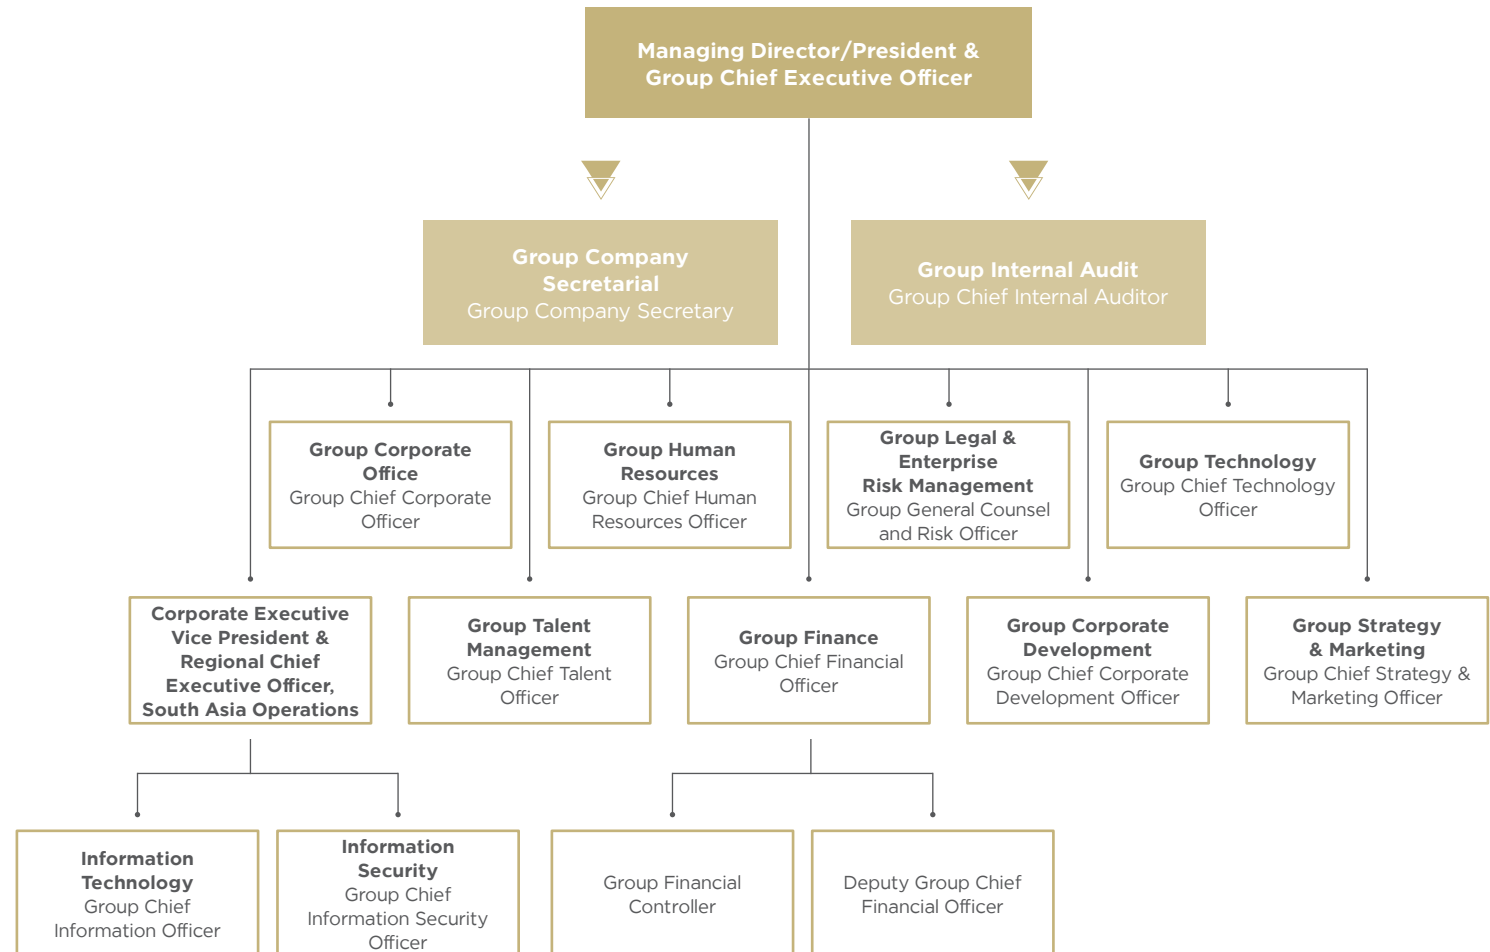 Managing Director/President &
Group Chief Executive Officer
Group Company
Secretarial
Group Company Secretary
Group Internal Audit
Group Chief Internal Auditor
Group Corporate
Office
Group Chief Corporate
Officer
Group Human
Resources
Group Chief Human
Resources Officer
Group Legal &
Enterprise
Risk Management
Group General Counsel
and Risk Officer
Group Technology
Group Chief Technology
Officer
Corporate Executive
Vice President &
Regional Chief
Executive Officer,
South Asia Operations
Group Talent
Management
Group Chief Talent
Officer
Group Finance
Group Chief Financial
Officer
Group Corporate
Development
Group Chief Corporate
Development Officer
Group Strategy
& Marketing
Group Chief Strategy &
Marketing Officer
Information
Technology
Group Chief
Information Officer
Information
Security
Group Chief
Information Security
Officer
Group Financial
Controller
Deputy Group Chief
Financial Officer